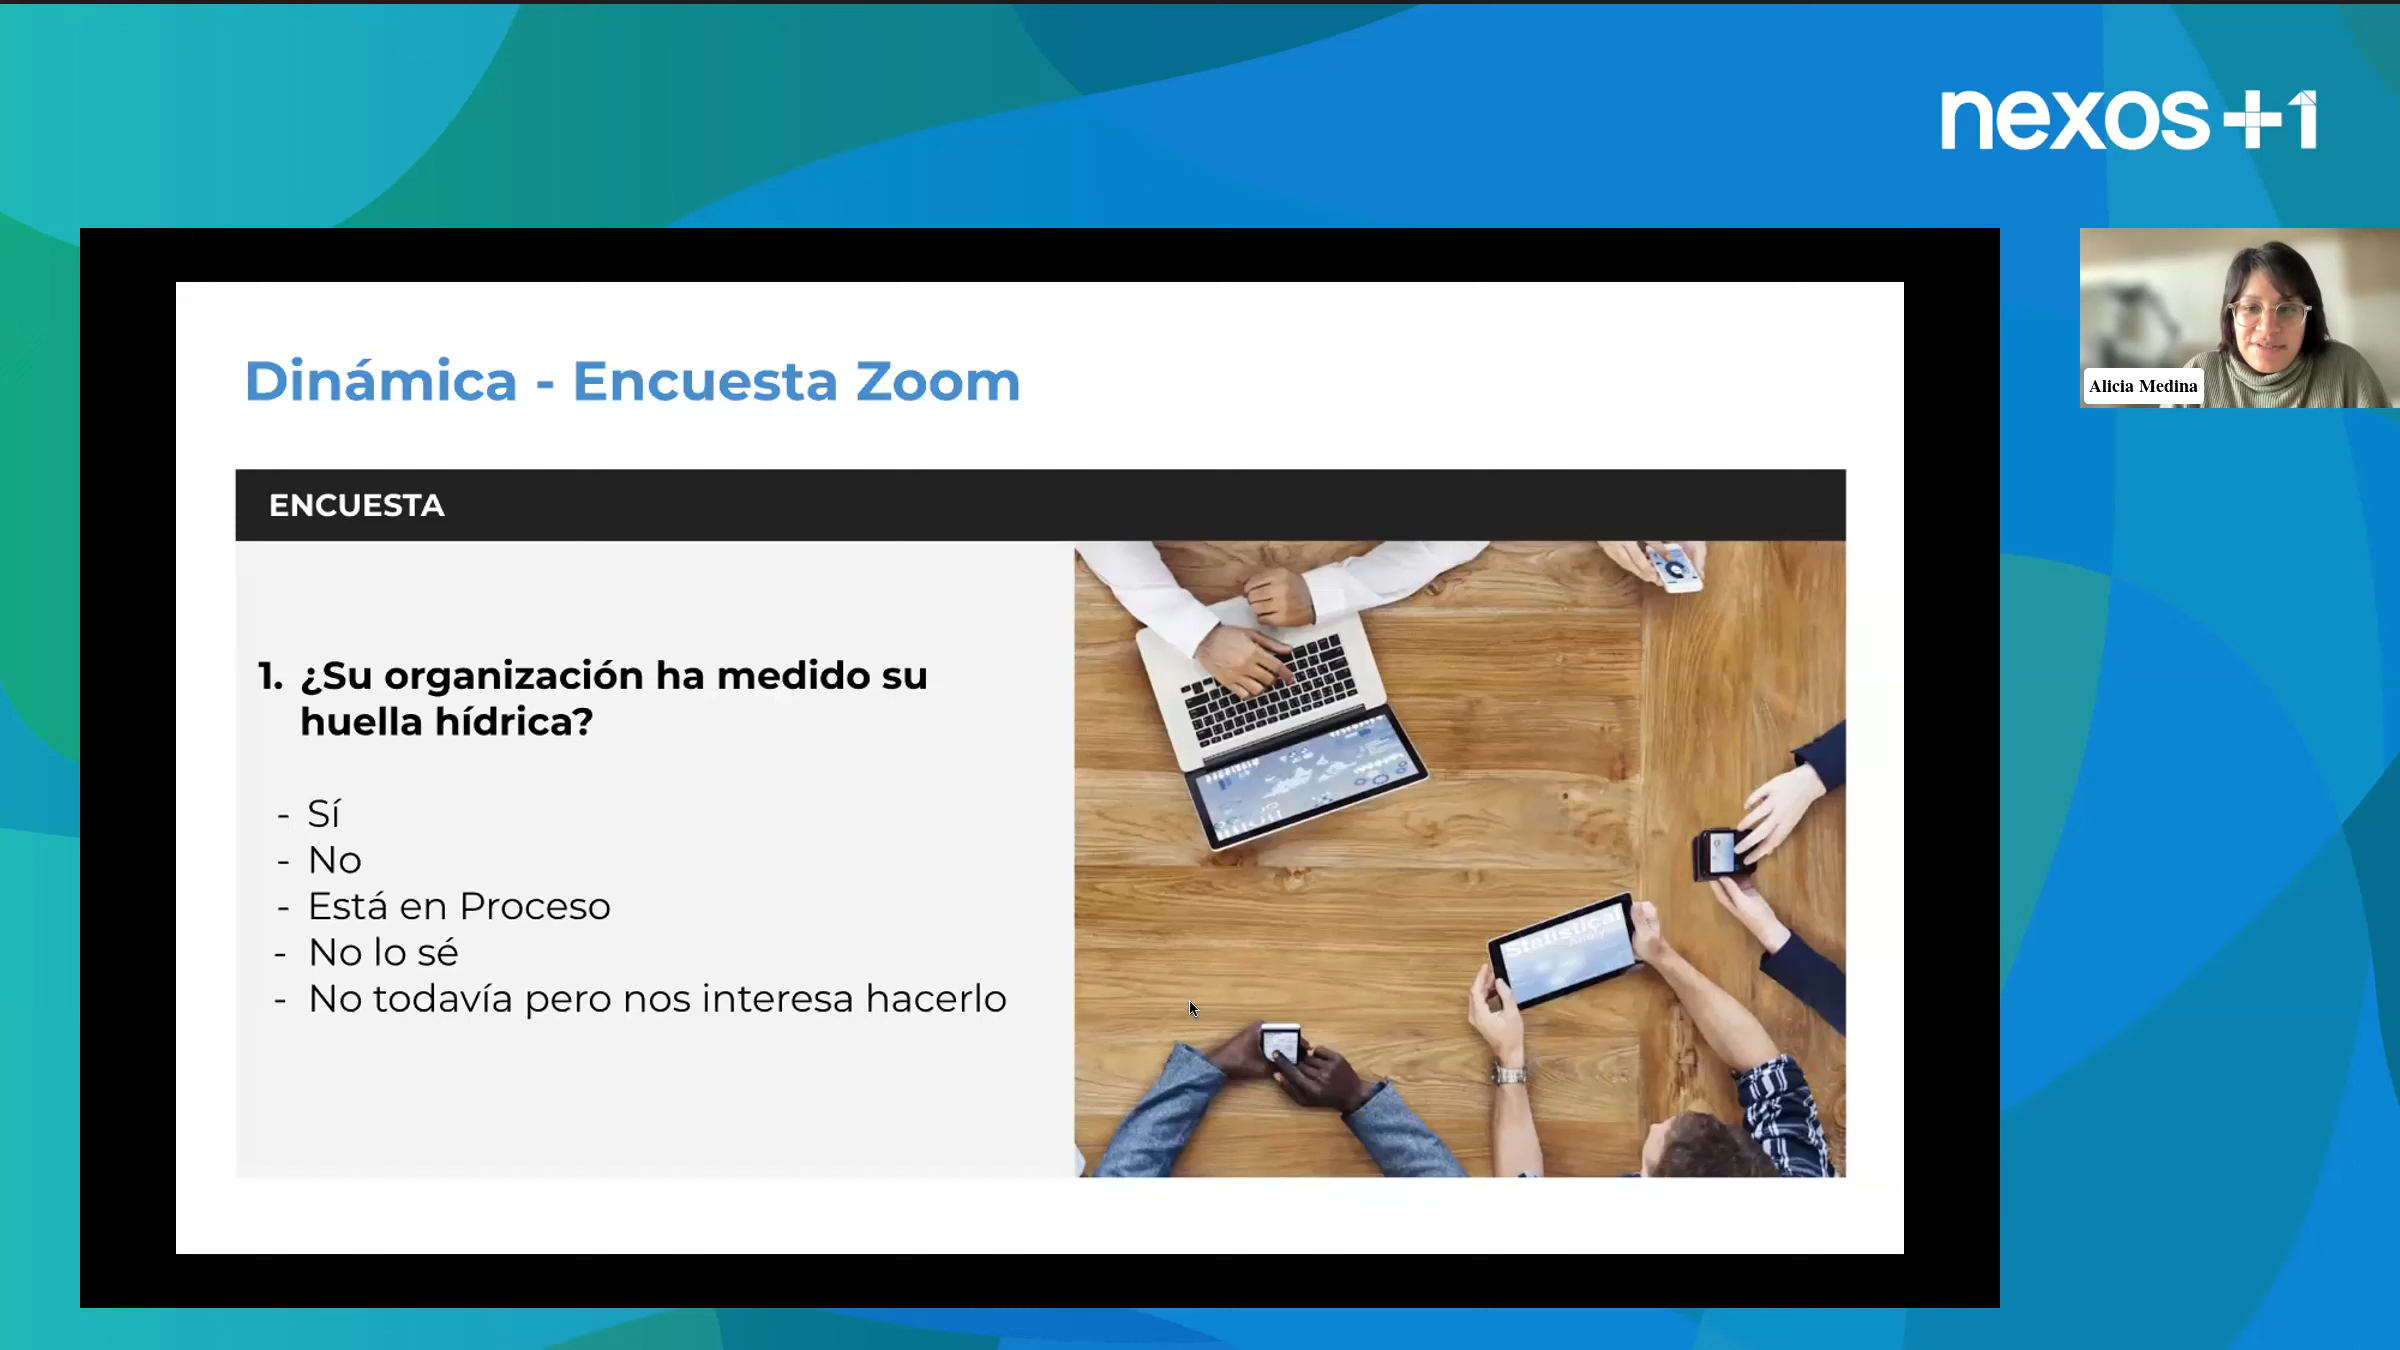 nexos+1
Dinámica - Encuesta Zoom
Alicia Medina
ENCUESTA
1. ¿Su organización ha medido su
huella hídrica?
- Sí
- No
- Está en Proceso
- No lo sé
- No todavía pero nos interesa hacerlo
Statistical